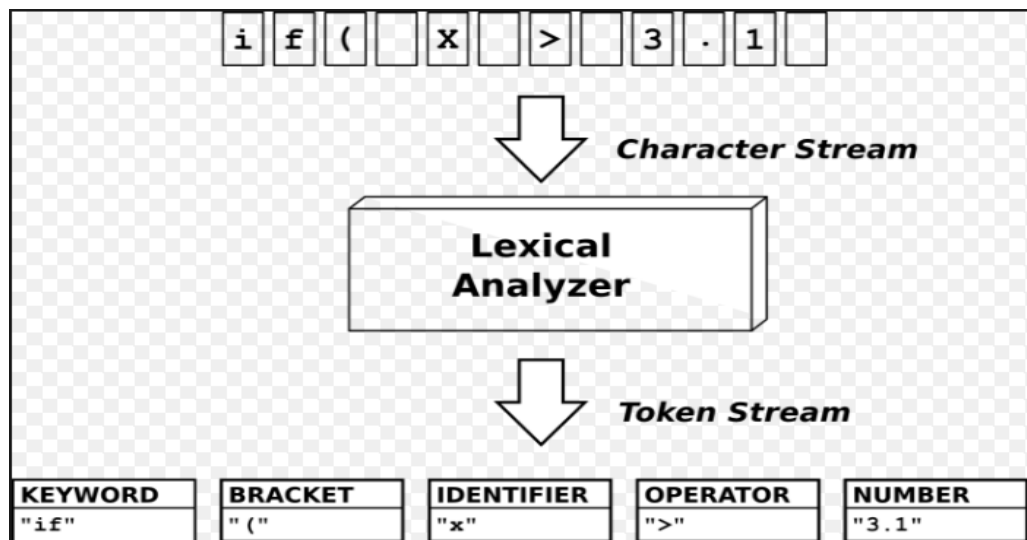 i f ( X > 3 . 1
Character Stream
Lexical
Analyzer
Token Stream
KEYWORD BRACKET IDENTIFIER OPERATOR NUMBER
"if" "(" "x" ">" "3.1"